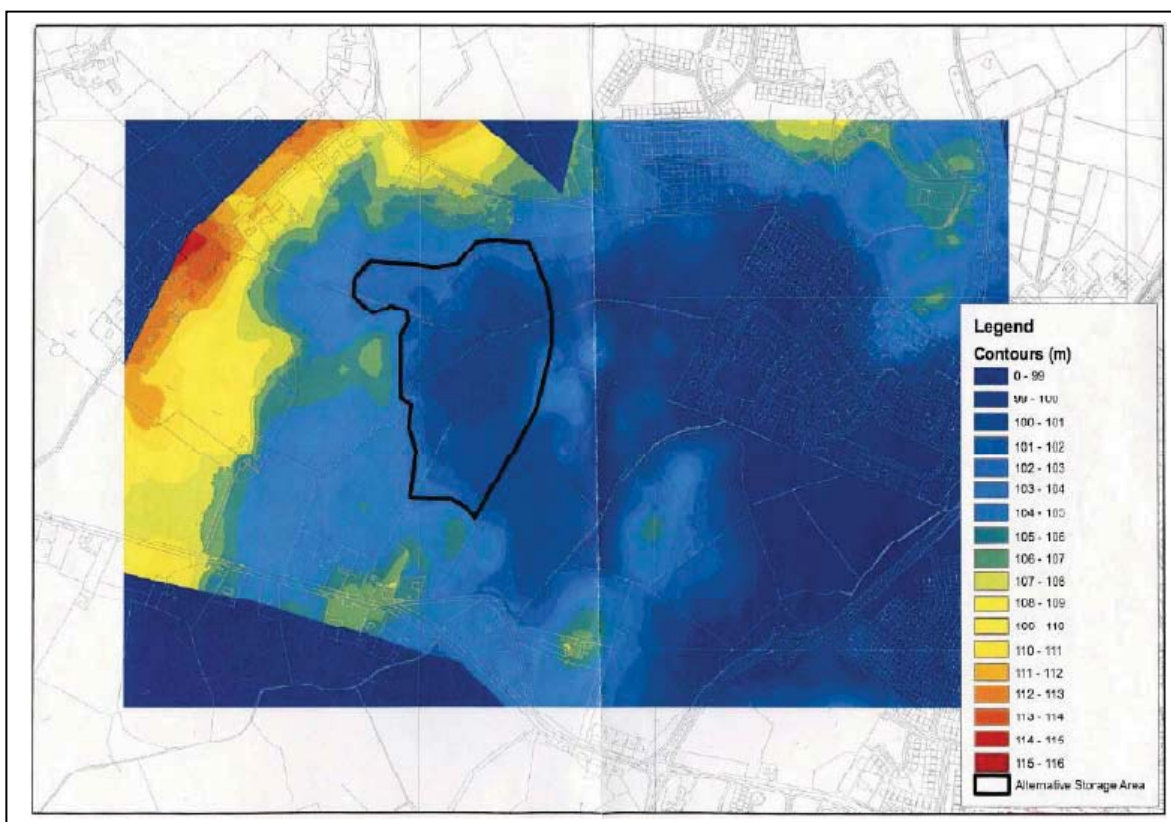 Legend
Contours (m)
0 - 99
99 - 100
100 - 101
101 - 102
102 - 103
103 - 104
104 - 105
105 - 106
106 - 107
107 - 108
108 - 109
109 - 110
110 - 111
111 - 112
112 - 113
113 - 114
114 - 115
115 - 116
Alternative Storage Area